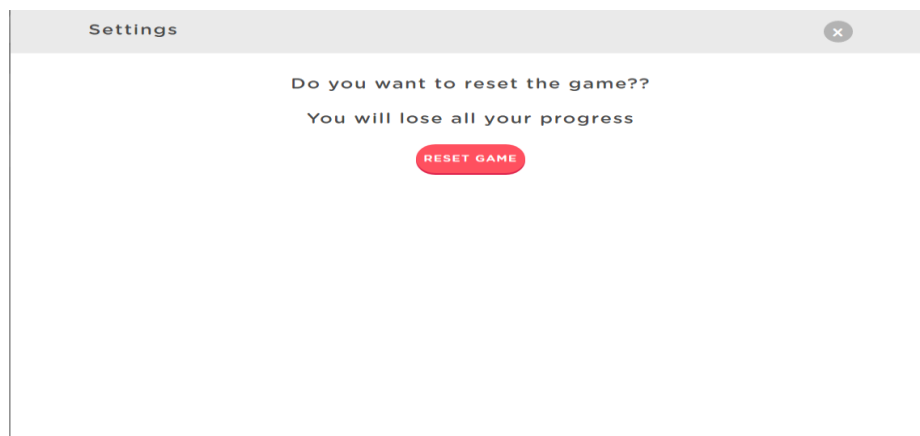 Settings
Do you want to reset the game??
You will lose all your progress
RESET GAME